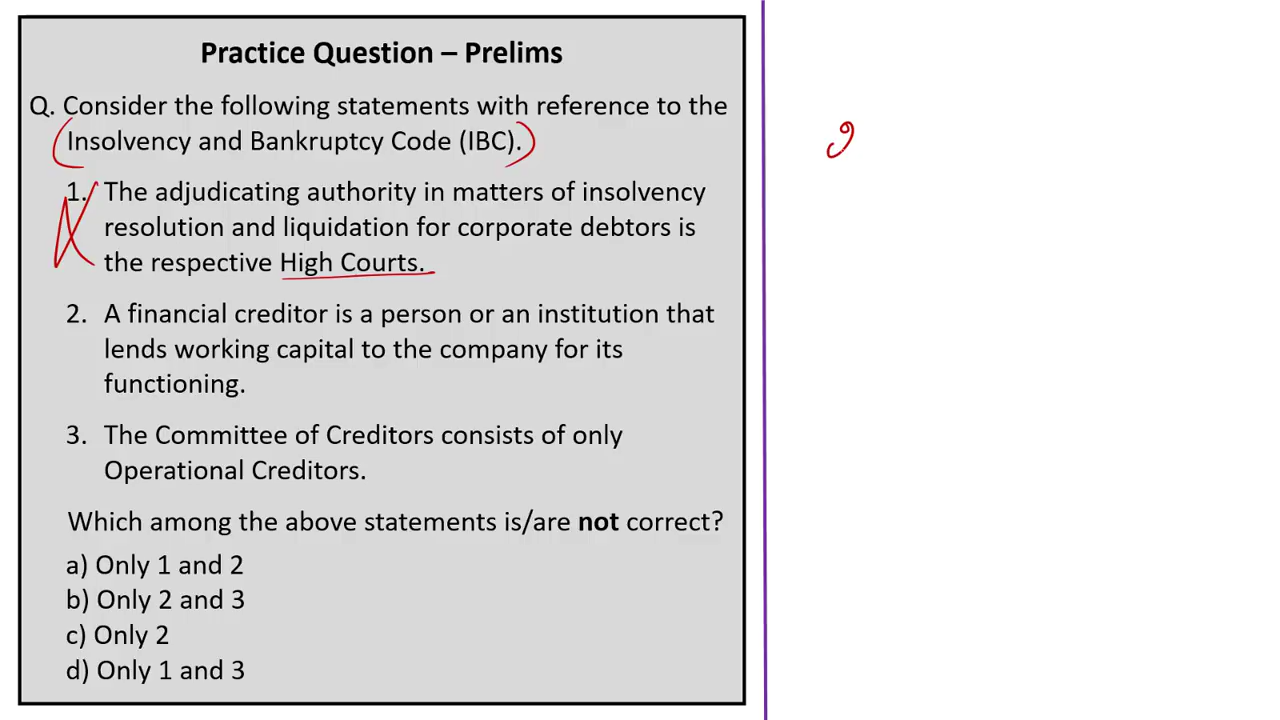 Practice Question – Prelims
Q. Consider the following statements with reference to the
Insolvency and Bankruptcy Code (IBC).
1. The adjudicating authority in matters of insolvency
resolution and liquidation for corporate debtors is
the respective High Courts.
2. A financial creditor is a person or an institution that
lends working capital to the company for its
functioning.
3. The Committee of Creditors consists of only
Operational Creditors.
Which among the above statements is/are not correct?
a) Only 1 and 2
b) Only 2 and 3
c) Only 2
d) Only 1 and 3